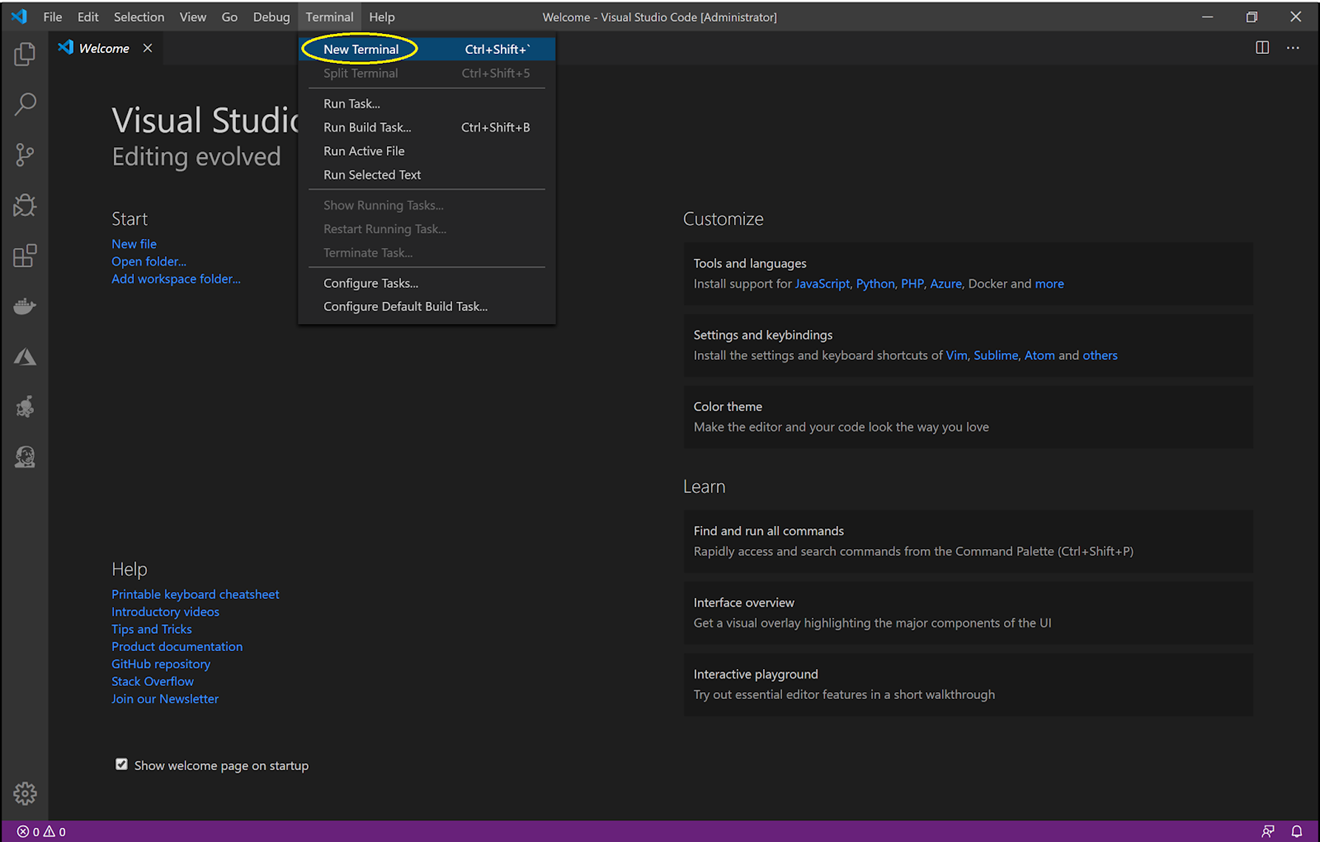 File Edit Selection View Go Debug Terminal Help Welcome - Visual Studio Code [Administrator]
Welcome
New Terminal Ctrl+Shift+`
Split Terminal Ctrl+Shift+5
Run Task...
Run Build Task... Ctrl+Shift+B
Run Active File
Run Selected Text
Show Running Tasks...
Restart Running Task...
Terminate Task...
Configure Tasks...
Configure Default Build Task...
Visual Studio
Editing evolved
Start
New file
Open folder...
Add workspace folder...
Help
Printable keyboard cheatsheet
Introductory videos
Tips and Tricks
Product documentation
GitHub repository
Stack Overflow
Join our Newsletter
Show welcome page on startup
Customize
Tools and languages
Install support for JavaScript, Python, PHP, Azure, Docker and more
Settings and keybindings
Install the settings and keyboard shortcuts of Vim, Sublime, Atom and others
Color theme
Make the editor and your code look the way you love
Learn
Find and run all commands
Rapidly access and search commands from the Command Palette (Ctrl+Shift+P)
Interface overview
Get a visual overlay highlighting the major components of the UI
Interactive playground
Try out essential editor features in a short walkthrough
0 0